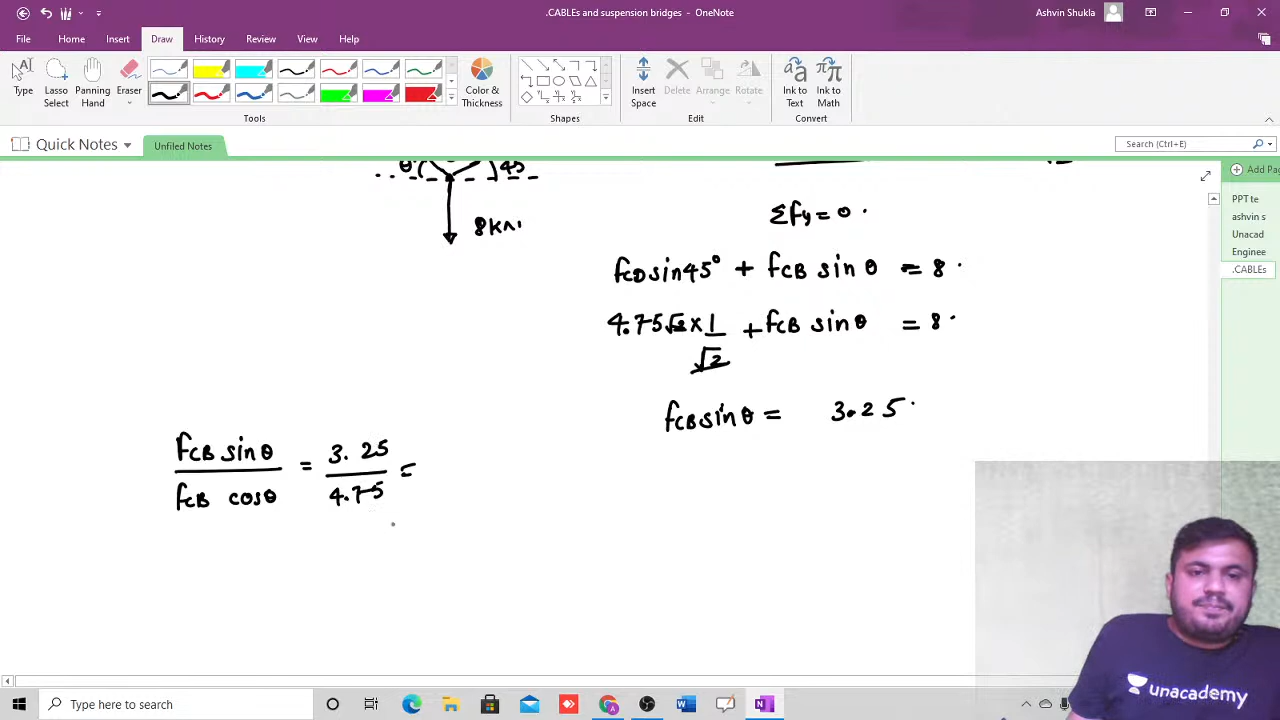 .CABLEs and suspension bridges - OneNote
Ashvin Shukla
File Home Insert Draw History Review View Help
Type
Lasso Select
Panning Hand
Eraser
Color & Thickness
Insert Space
Delete
Arrange
Rotate
Ink to Text
Ink to Math
Tools
Shapes
Edit
Convert
Quick Notes
Unfiled Notes
Search (Ctrl+E)
Add Pag
PPT te
ashvin s
Unacad
Enginee
.CABLEs
θ 45
8kN
Σfy = 0.
fCD sin45° + fCB sin θ = 8.
4.75√2 × 1/√2 + fCB sin θ = 8.
fCB sin θ = 3.25.
fCB sin θ / fCB cos θ = 3.25 / 4.75 =
unacademy
Type here to search